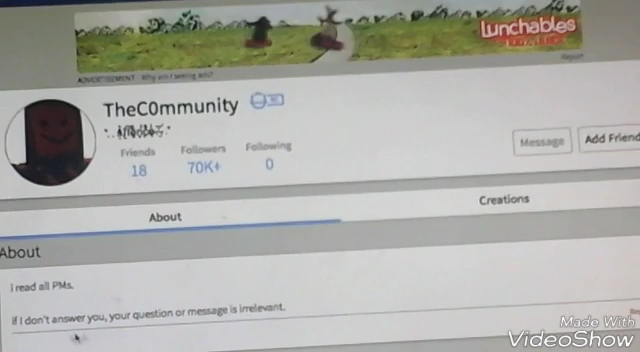 Lunchables
Report
ADVERTISEMENT Why am I seeing ads?
TheC0mmunity
Friends Followers Following
18 70K+ 0
Message Add Friend
About Creations
About
I read all PMs.
If I don't answer you, your question or message is irrelevant.
Made With
VideoShow